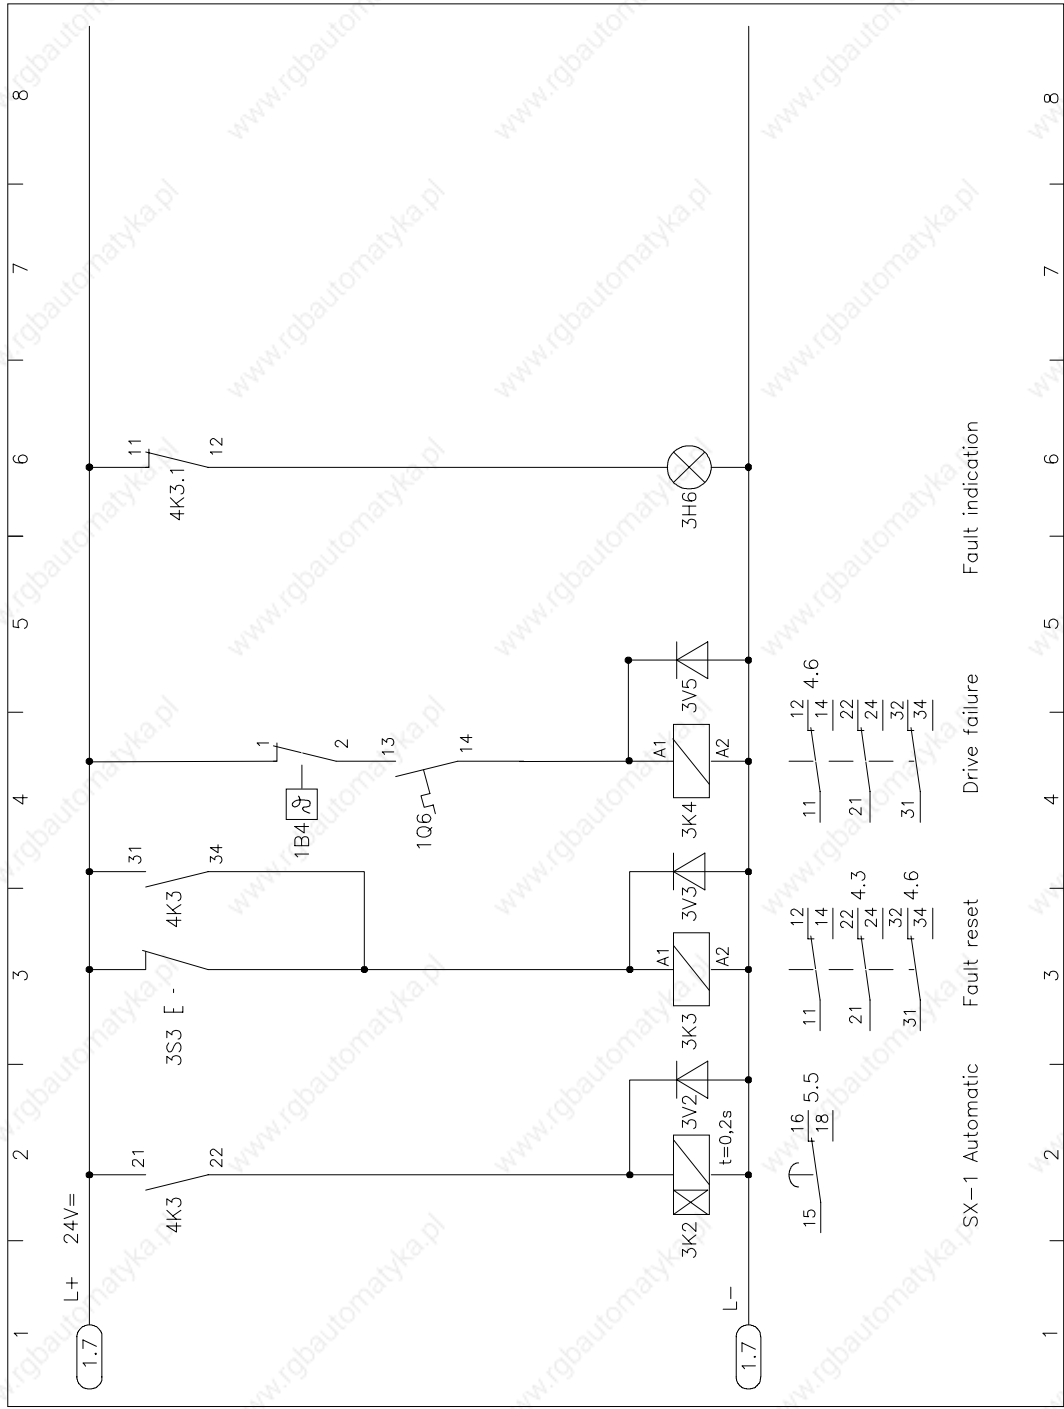 1 2 3 4 5 6 7 8
1.7 L+ 24V=
21 31 1 11
22 34 2 12
4K3 3S3 E - 4K3 1B4 ϑ 4K3.1
13
14
1Q6
A1 A1
3K2 3V2 3K3 3V3 3K4 3V5 3H6
A2 A2
t=0,2s
1.7 L-
15 16 5.5
18
11 12
14
21 22 4.3
24
31 32
34 4.6
11 12 4.6
14
21 22
24
31 32
34
SX-1 Automatic Fault reset Drive failure Fault indication
1 2 3 4 5 6 7 8
www.rgbautomatyka.pl